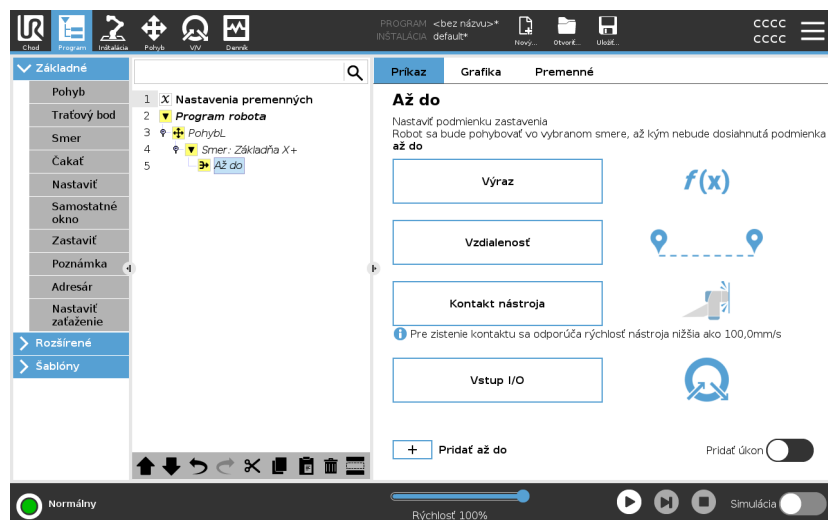 UR
PROGRAM <bez názvu>*
INŠTALÁCIA default*
cccc
cccc
Chod
Program
Inštalácia
Pohyb
V/V
Denník
Nový...
Otvoriť...
Uložiť...
Základné
Pohyb
Traťový bod
Smer
Čakať
Nastaviť
Samostatné
okno
Zastaviť
Poznámka
Adresár
Nastaviť
zaťaženie
Rozšírené
Šablóny
1 X Nastavenia premenných
2 Program robota
3 PohybL
4 Smer: Základňa X+
5 Až do
Príkaz
Grafika
Premenné
Až do
Nastaviť podmienku zastavenia
Robot sa bude pohybovať vo vybranom smere, až kým nebude dosiahnutá podmienka
až do
Výraz
f(x)
Vzdialenosť
Kontakt nástroja
Pre zistenie kontaktu sa odporúča rýchlosť nástroja nižšia ako 100,0mm/s
Vstup I/O
+ Pridať až do
Pridať úkon
Normálny
Rýchlosť 100%
Simulácia